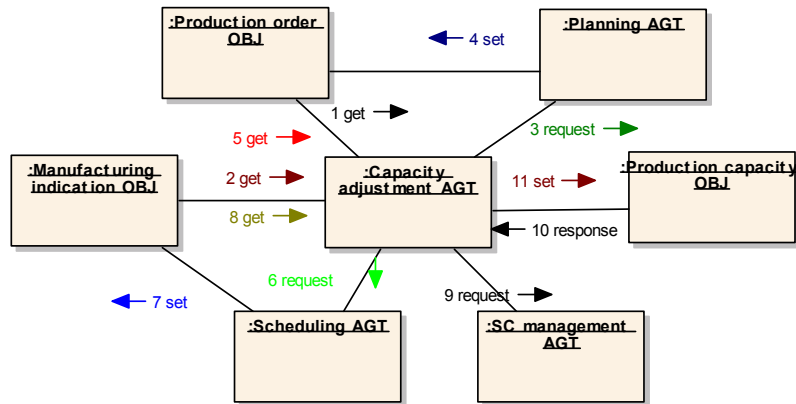 :Production order
OBJ
:Planning AGT
4 set
1 get
5 get
3 request
:Manufacturing
indication OBJ
2 get
8 get
:Capacity
adjustment AGT
11 set
:Production capacity
OBJ
10 response
6 request
7 set
9 request
:Scheduling AGT
:SC management
AGT